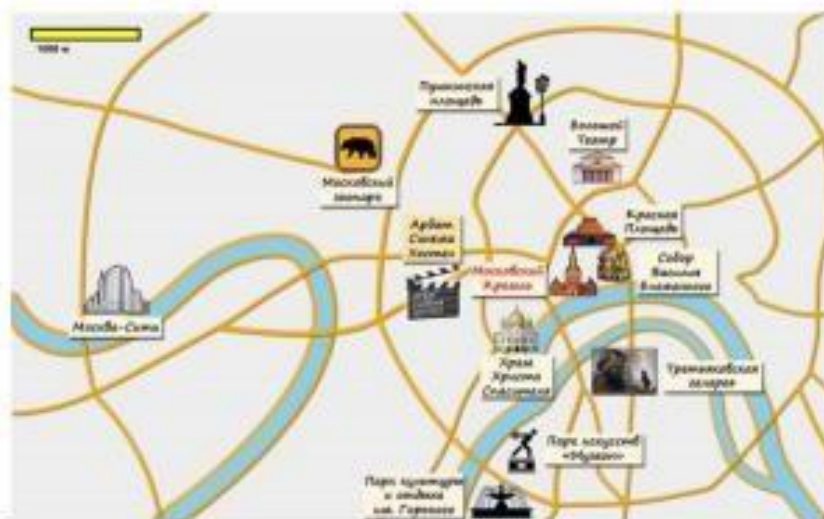 1000 м
Пушкинская
площадь
Большой
Театр
Московский
зоопарк
Красная
Площадь
Арбат
Синема
Хостел
Московский
Кремль
Собор
Василия
Блаженного
Москва-Сити
Храм
Христа
Спасителя
Третьяковская
галерея
Парк искусств
«Музеон»
Парк культуры
и отдыха
им. Горького